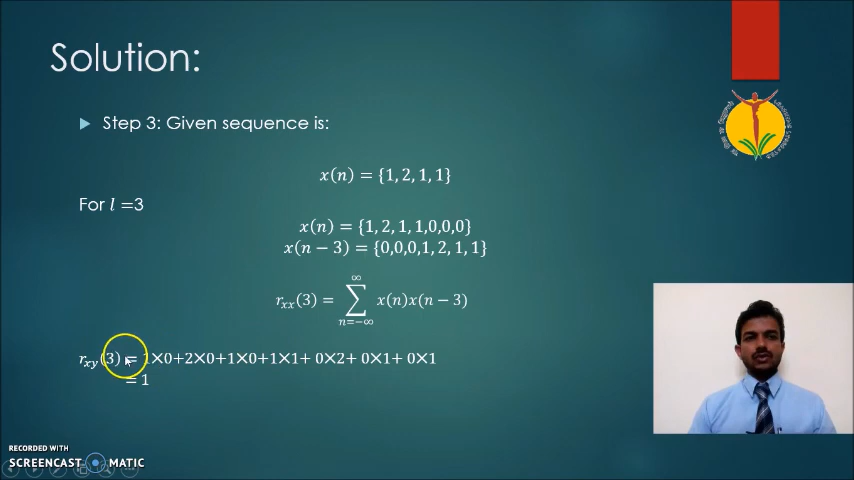 Solution:
Step 3: Given sequence is:
x(n) = {1, 2, 1, 1}
For l =3
x(n) = {1, 2, 1, 1,0,0,0}
x(n − 3) = {0,0,0,1, 2, 1, 1}
r_xx(3) = ∑_{n=−∞}^{∞} x(n)x(n − 3)
r_xy(3) = 1×0+2×0+1×0+1×1+ 0×2+ 0×1+ 0×1
= 1
RECORDED WITH
SCREENCAST MATIC